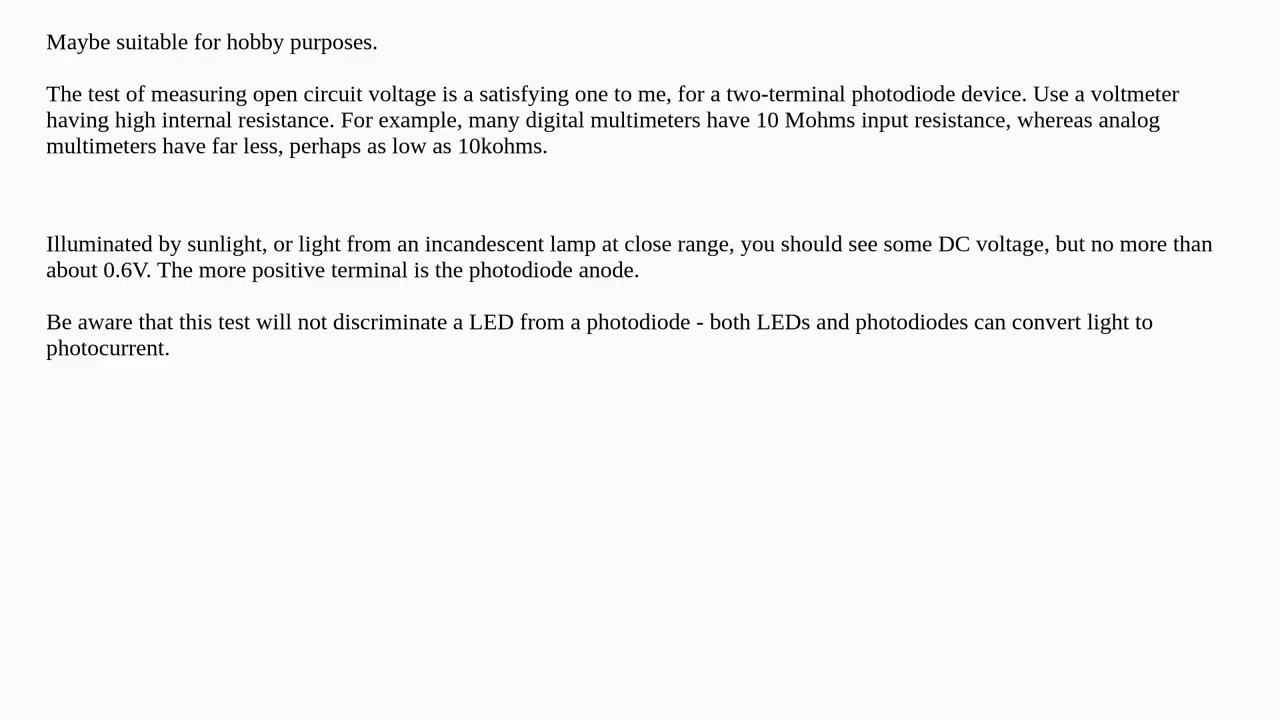 Maybe suitable for hobby purposes.
The test of measuring open circuit voltage is a satisfying one to me, for a two-terminal photodiode device. Use a voltmeter
having high internal resistance. For example, many digital multimeters have 10 Mohms input resistance, whereas analog
multimeters have far less, perhaps as low as 10kohms.
Illuminated by sunlight, or light from an incandescent lamp at close range, you should see some DC voltage, but no more than
about 0.6V. The more positive terminal is the photodiode anode.
Be aware that this test will not discriminate a LED from a photodiode - both LEDs and photodiodes can convert light to
photocurrent.